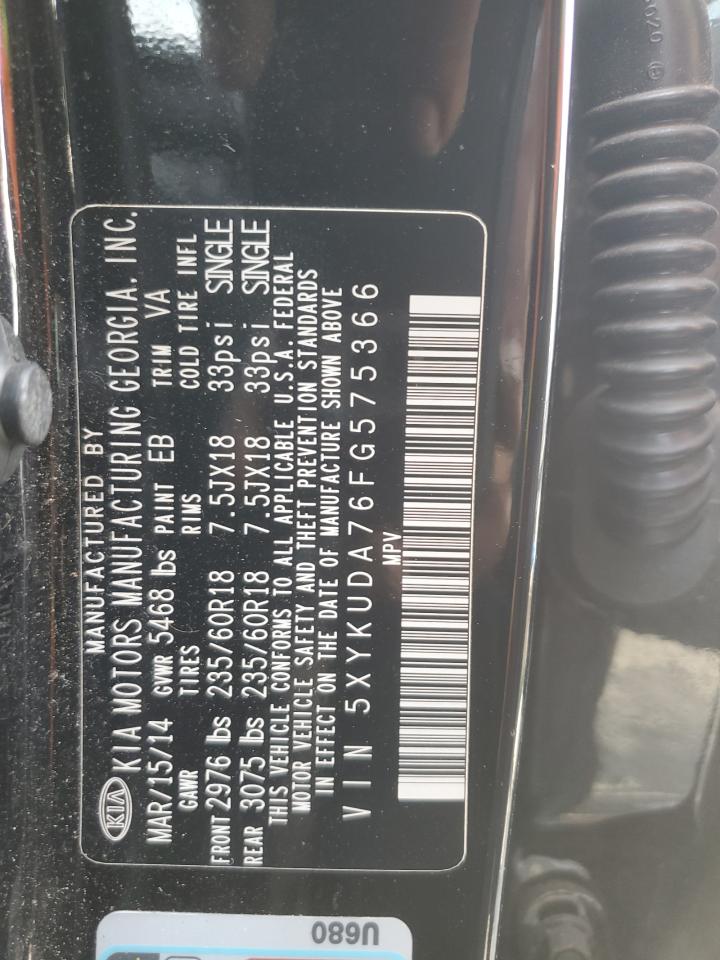 MANUFACTURED BY
KIA KIA MOTORS MANUFACTURING GEORGIA, INC.
MAR/15/14 GVWR 5468 lbs PAINT EB TRIM VA
GAWR TIRES RIMS COLD TIRE INFL
FRONT 2976 lbs 235/60R18 7.5JX18 33psi SINGLE
REAR 3075 lbs 235/60R18 7.5JX18 33psi SINGLE
THIS VEHICLE CONFORMS TO ALL APPLICABLE U.S.A. FEDERAL
MOTOR VEHICLE SAFETY AND THEFT PREVENTION STANDARDS
IN EFFECT ON THE DATE OF MANUFACTURE SHOWN ABOVE
VIN 5XYKUDA76FG575366
MPV
U680